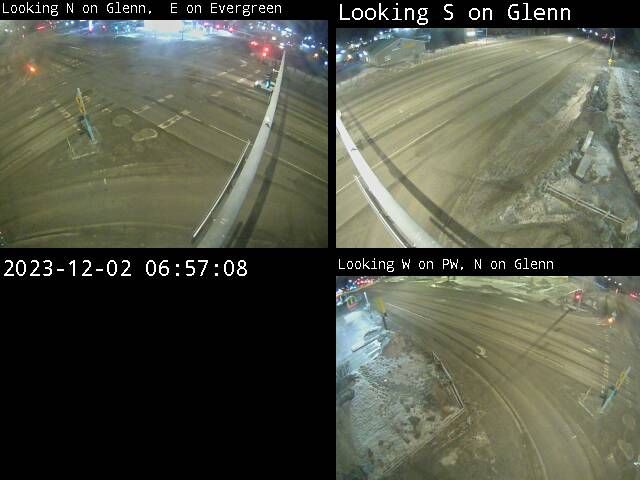 Looking N on Glenn,  E on Evergreen
Looking S on Glenn
2023-12-02 06:57:08
Looking W on PW, N on Glenn